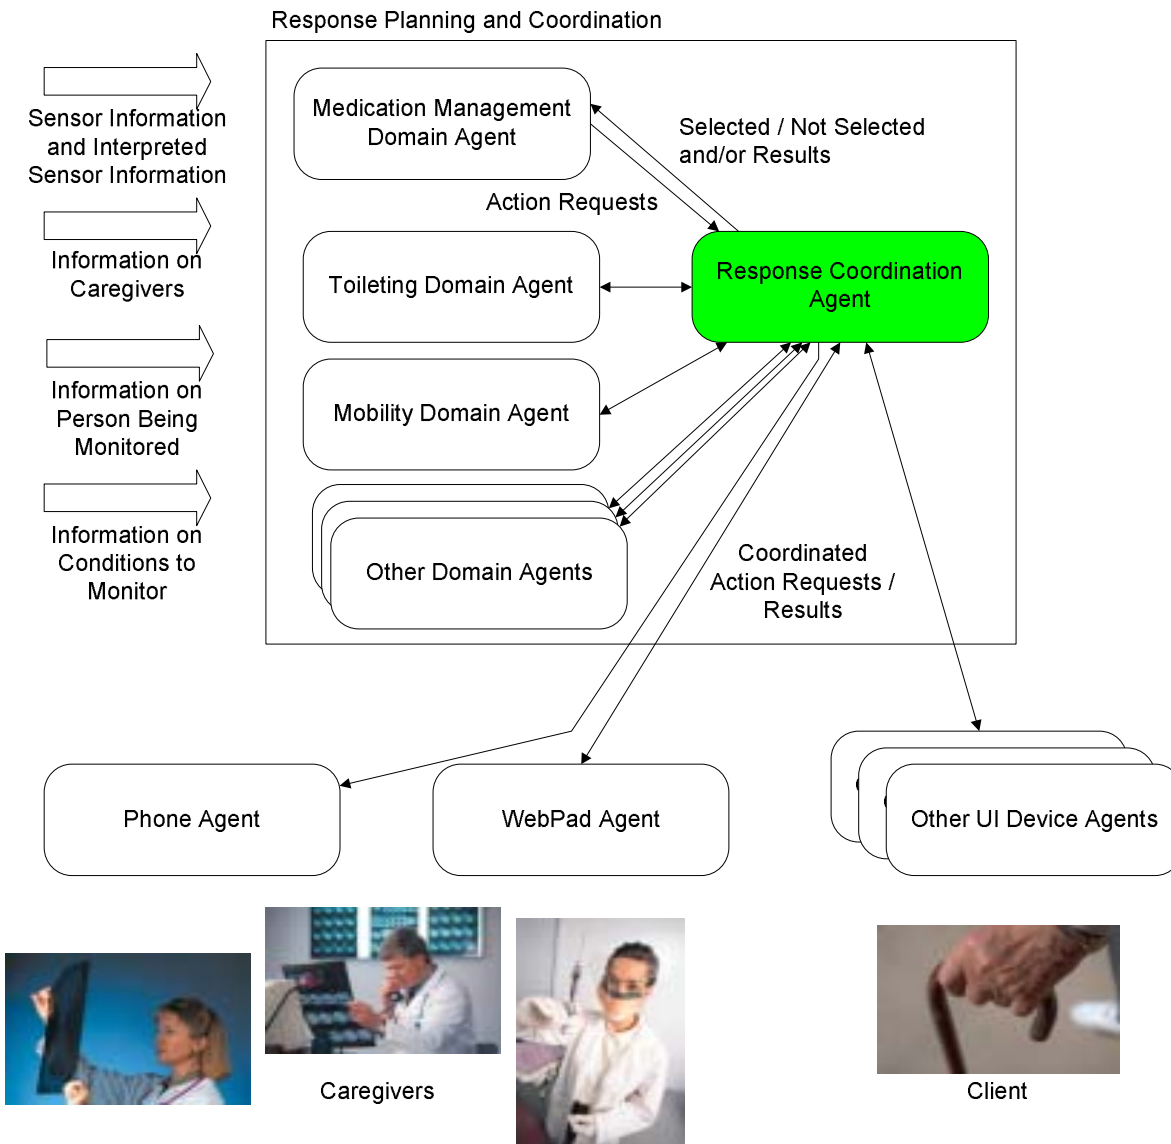 Response Planning and Coordination
Sensor Information
and Interpreted
Sensor Information
Information on
Caregivers
Information on
Person Being
Monitored
Information on
Conditions to
Monitor
Medication Management
Domain Agent
Selected / Not Selected
and/or Results
Action Requests
Toileting Domain Agent
Response Coordination
Agent
Mobility Domain Agent
Other Domain Agents
Coordinated
Action Requests /
Results
Phone Agent
WebPad Agent
Other UI Device Agents
Caregivers
Client